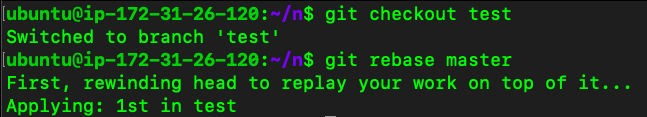 ubuntu@ip-172-31-26-120:~/n$ git checkout test
Switched to branch 'test'
ubuntu@ip-172-31-26-120:~/n$ git rebase master
First, rewinding head to replay your work on top of it...
Applying: 1st in test